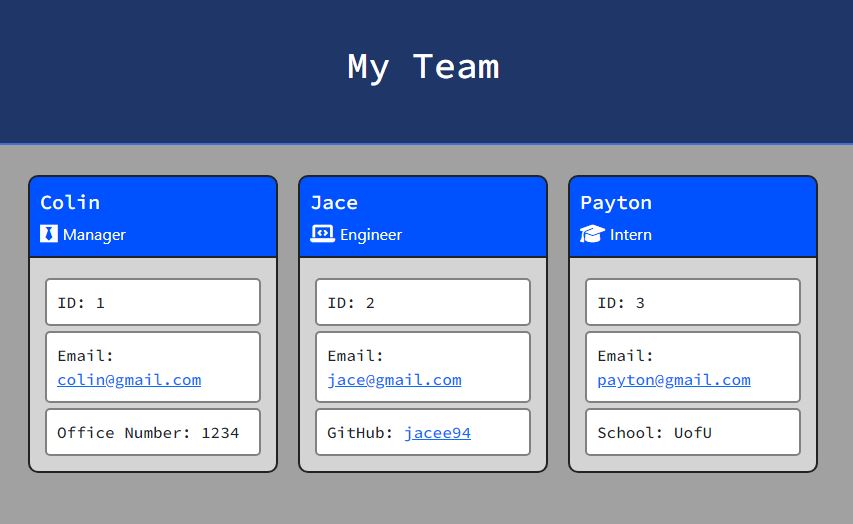 My Team
Colin
Manager
ID: 1
Email:
colin@gmail.com
Office Number: 1234
Jace
Engineer
ID: 2
Email:
jace@gmail.com
GitHub: jacee94
Payton
Intern
ID: 3
Email:
payton@gmail.com
School: UofU